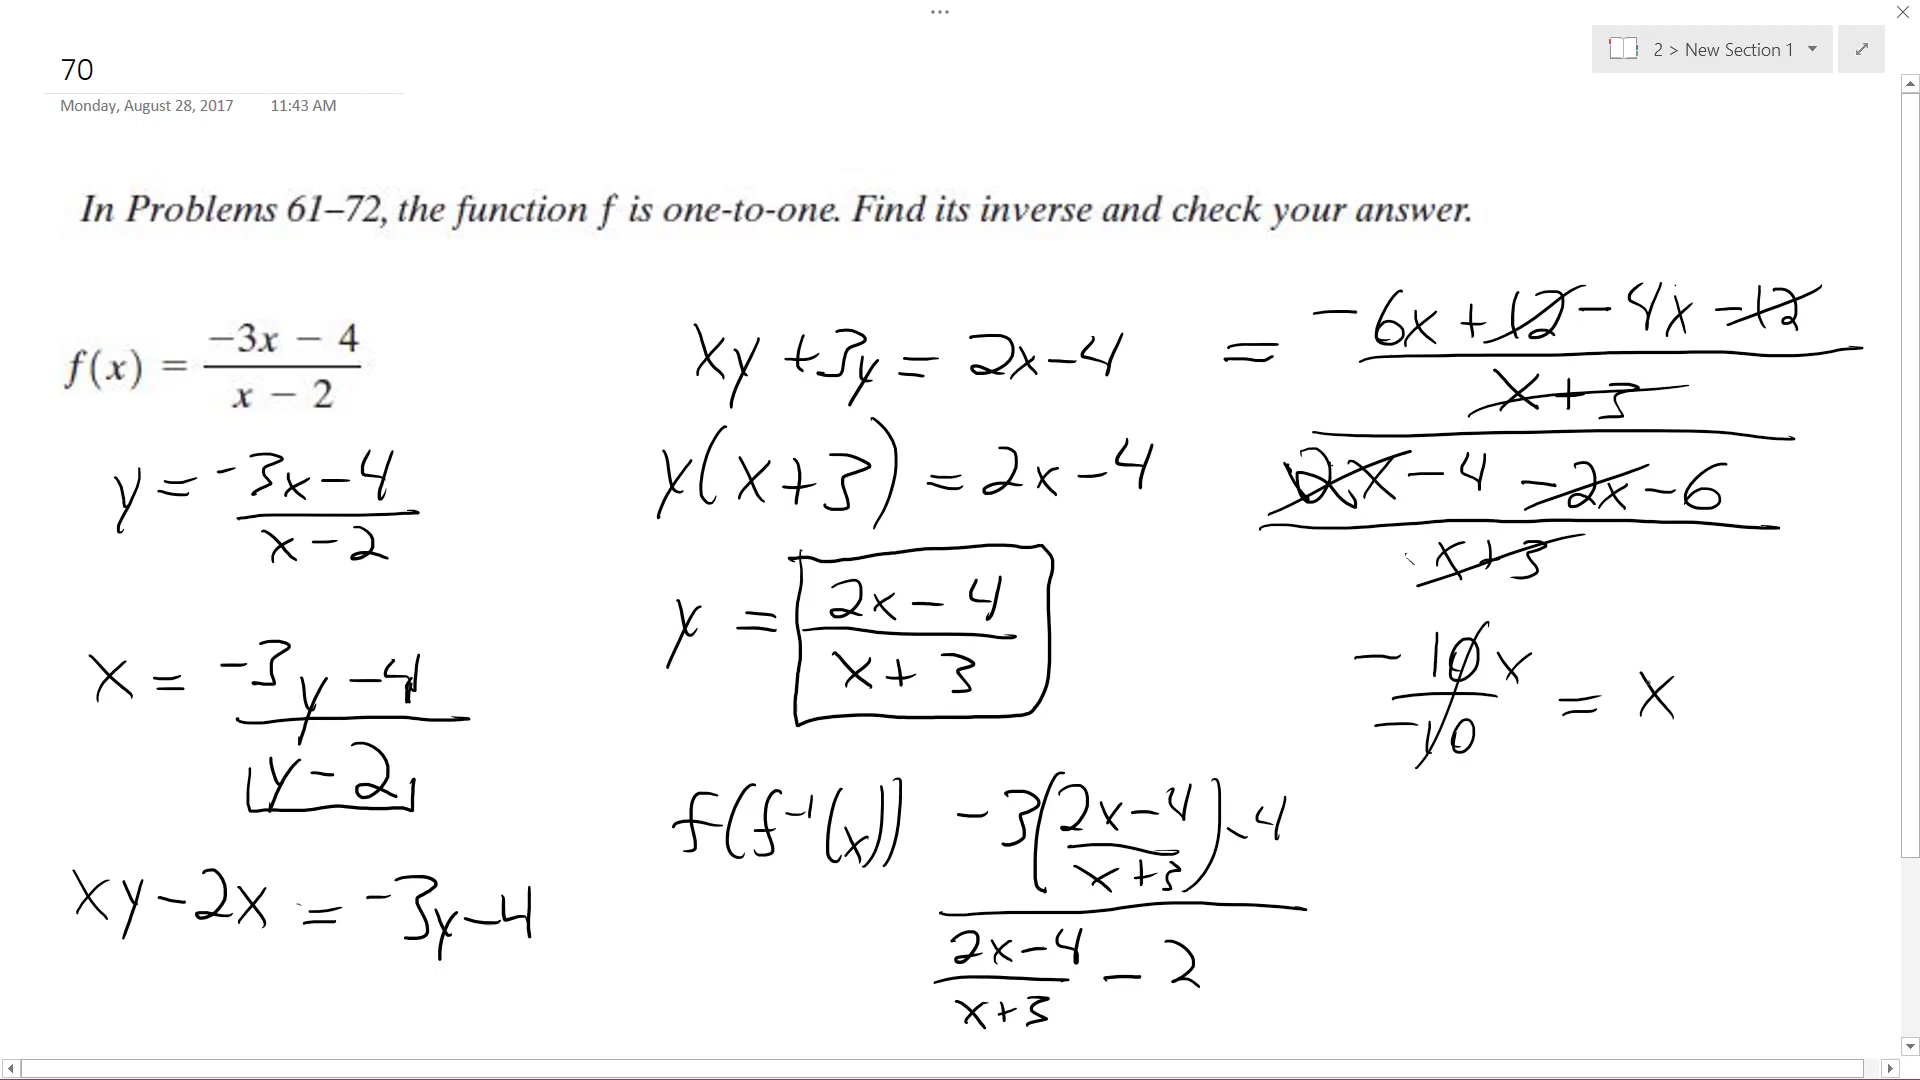 2 > New Section 1
70
Monday, August 28, 2017 11:43 AM
In Problems 61–72, the function f is one-to-one. Find its inverse and check your answer.
f(x) = (−3x − 4)/(x − 2)
y = (-3x-4)/(x-2)
x = (-3y-4)/(y-2)
xy-2x = -3y-4
xy+3y = 2x-4
y(x+3) = 2x-4
y = (2x-4)/(x+3)
f(f⁻¹(x)) (-3((2x-4)/(x+3))-4)/((2x-4)/(x+3) - 2)
= ((-6x+12-4x-12)/(x+3))/((2x-4-2x-6)/(x+3))
(-10x)/(-10) = x